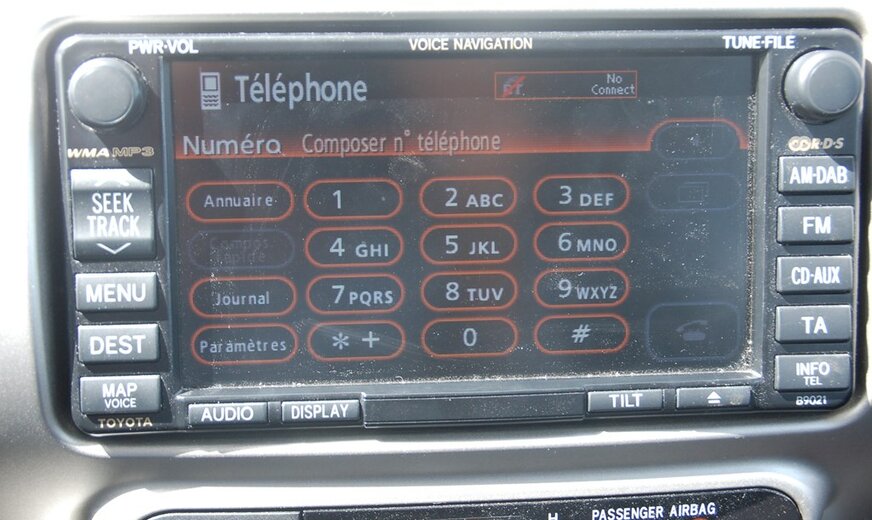 PWR·VOL VOICE NAVIGATION TUNE·FILE
Téléphone
No
Connect
Numéro Composer n° téléphone
WMA MP3
SEEK
TRACK
MENU
DEST
MAP
VOICE
TOYOTA
Annuaire 1 2 ABC 3 DEF
4 GHI 5 JKL 6 MNO
Journal 7 PQRS 8 TUV 9 WXYZ
Paramètres * + 0 #
AM·DAB
FM
CD·AUX
TA
INFO
TEL
B9021
AUDIO DISPLAY TILT
H PASSENGER AIRBAG